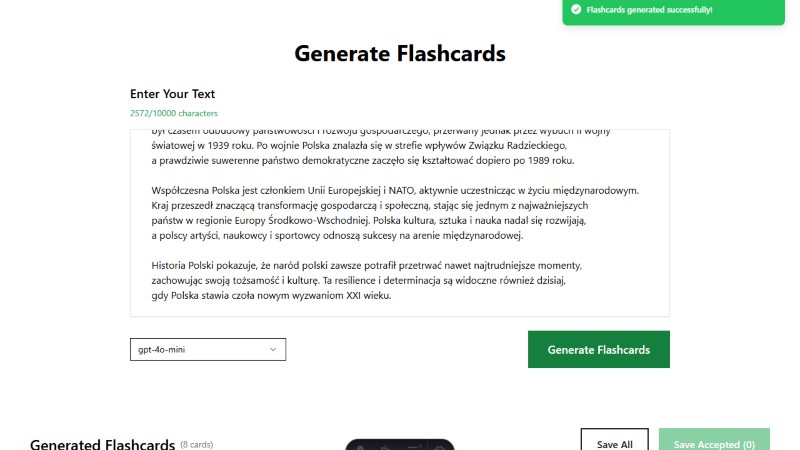 Flashcards generated successfully!
Generate Flashcards
Enter Your Text
2572/10000 characters
był czasem odbudowy państwowości i rozwoju gospodarczego, przerwany jednak przez wybuch II wojny
światowej w 1939 roku. Po wojnie Polska znalazła się w strefie wpływów Związku Radzieckiego,
a prawdziwie suwerenne państwo demokratyczne zaczęło się kształtować dopiero po 1989 roku.
Współczesna Polska jest członkiem Unii Europejskiej i NATO, aktywnie uczestnicząc w życiu międzynarodowym.
Kraj przeszedł znaczącą transformację gospodarczą i społeczną, stając się jednym z najważniejszych
państw w regionie Europy Środkowo-Wschodniej. Polska kultura, sztuka i nauka nadal się rozwijają,
a polscy artyści, naukowcy i sportowcy odnoszą sukcesy na arenie międzynarodowej.
Historia Polski pokazuje, że naród polski zawsze potrafił przetrwać nawet najtrudniejsze momenty,
zachowując swoją tożsamość i kulturę. Ta resilience i determinacja są widoczne również dzisiaj,
gdy Polska stawia czoła nowym wyzwaniom XXI wieku.
gpt-4o-mini
Generate Flashcards
Generated Flashcards (8 cards)
Save All
Save Accepted (0)